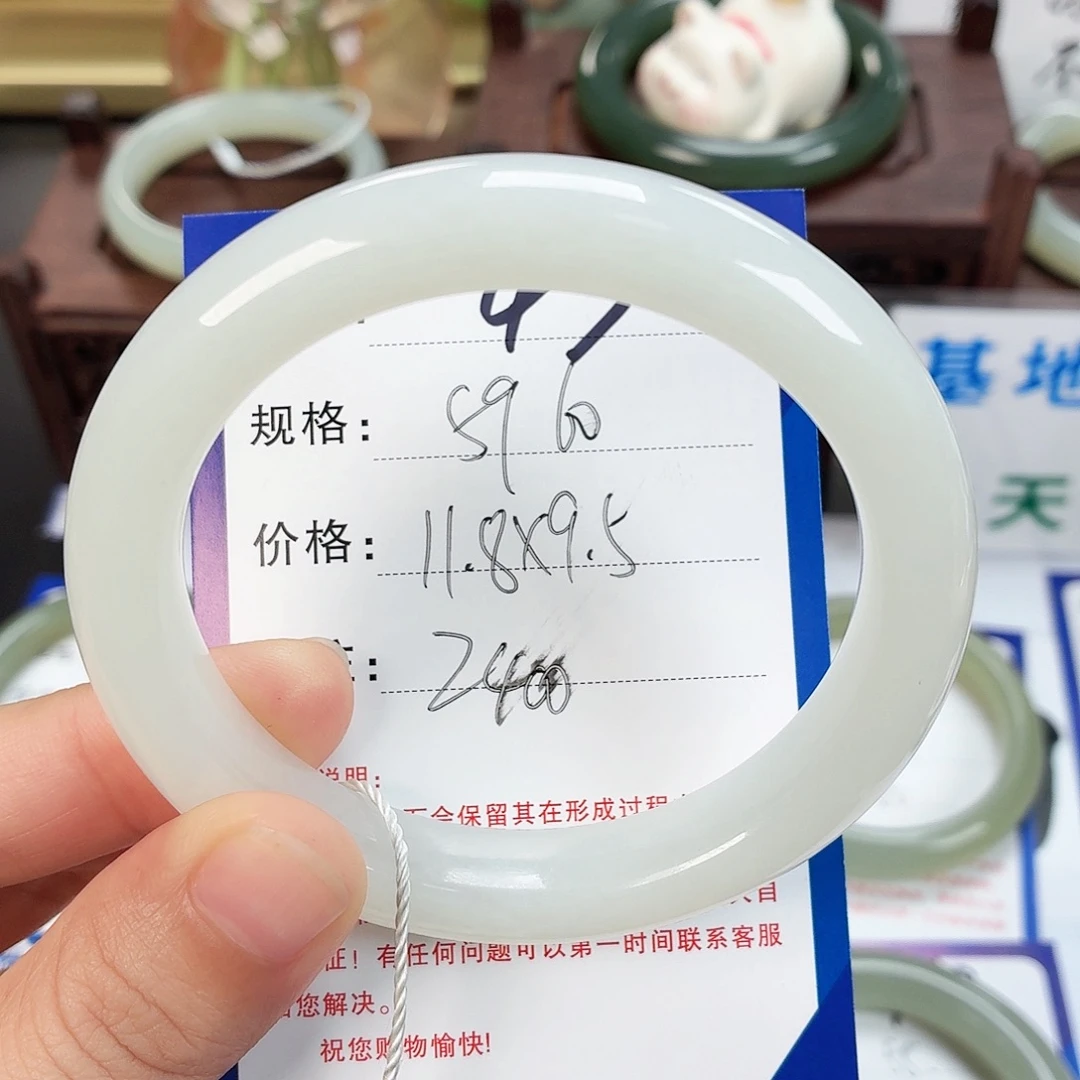 规格: 59 60
价格: 11.8x9.5
2400
说明:
会保留其在形成过程
目
证! 有任何问题可以第一时间联系客服
您解决。
祝您购物愉快!
基地
天